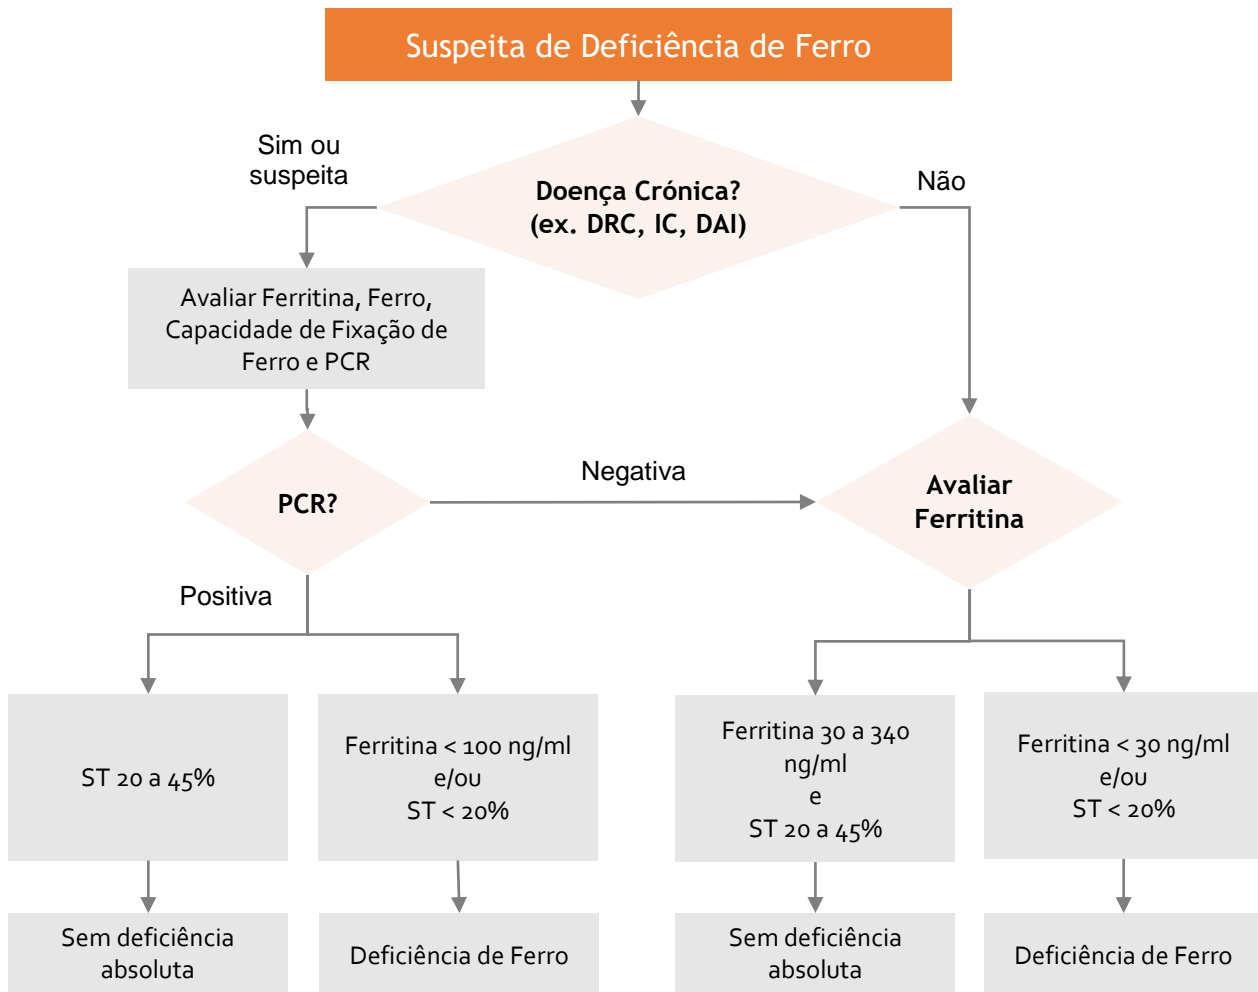 Suspeita de Deficiência de Ferro
Sim ou
suspeita
Doença Crónica?
(ex. DRC, IC, DAI)
Não
Avaliar Ferritina, Ferro,
Capacidade de Fixação de
Ferro e PCR
PCR?
Negativa
Avaliar
Ferritina
Positiva
ST 20 a 45%
Ferritina < 100 ng/ml
e/ou
ST < 20%
Ferritina 30 a 340
ng/ml
e
ST 20 a 45%
Ferritina < 30 ng/ml
e/ou
ST < 20%
Sem deficiência
absoluta
Deficiência de Ferro
Sem deficiência
absoluta
Deficiência de Ferro